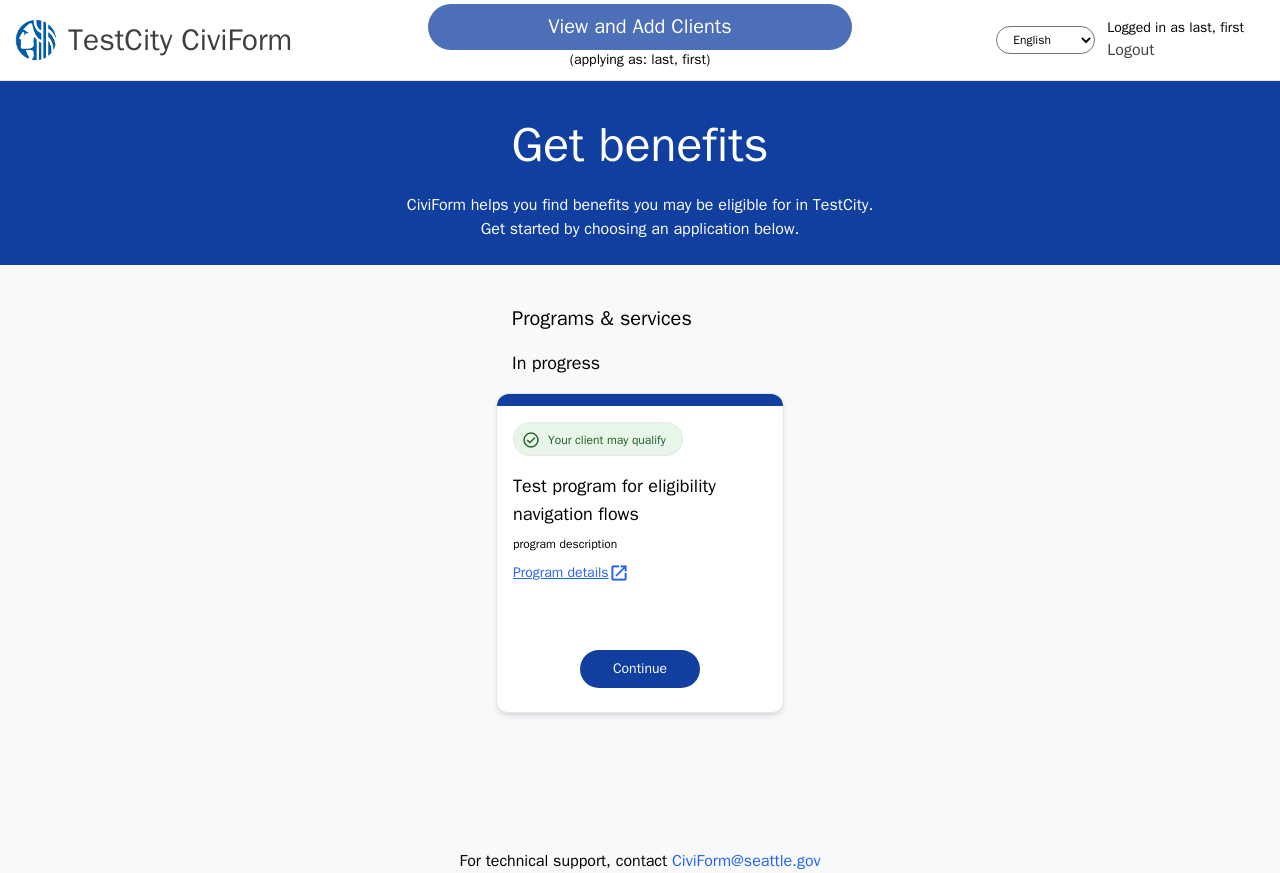 TestCity CiviForm
View and Add Clients
(applying as: last, first)
English
Logged in as last, first
Logout
Get benefits
CiviForm helps you find benefits you may be eligible for in TestCity.
Get started by choosing an application below.
Programs & services
In progress
Your client may qualify
Test program for eligibility
navigation flows
program description
Program details
Continue
For technical support, contact CiviForm@seattle.gov